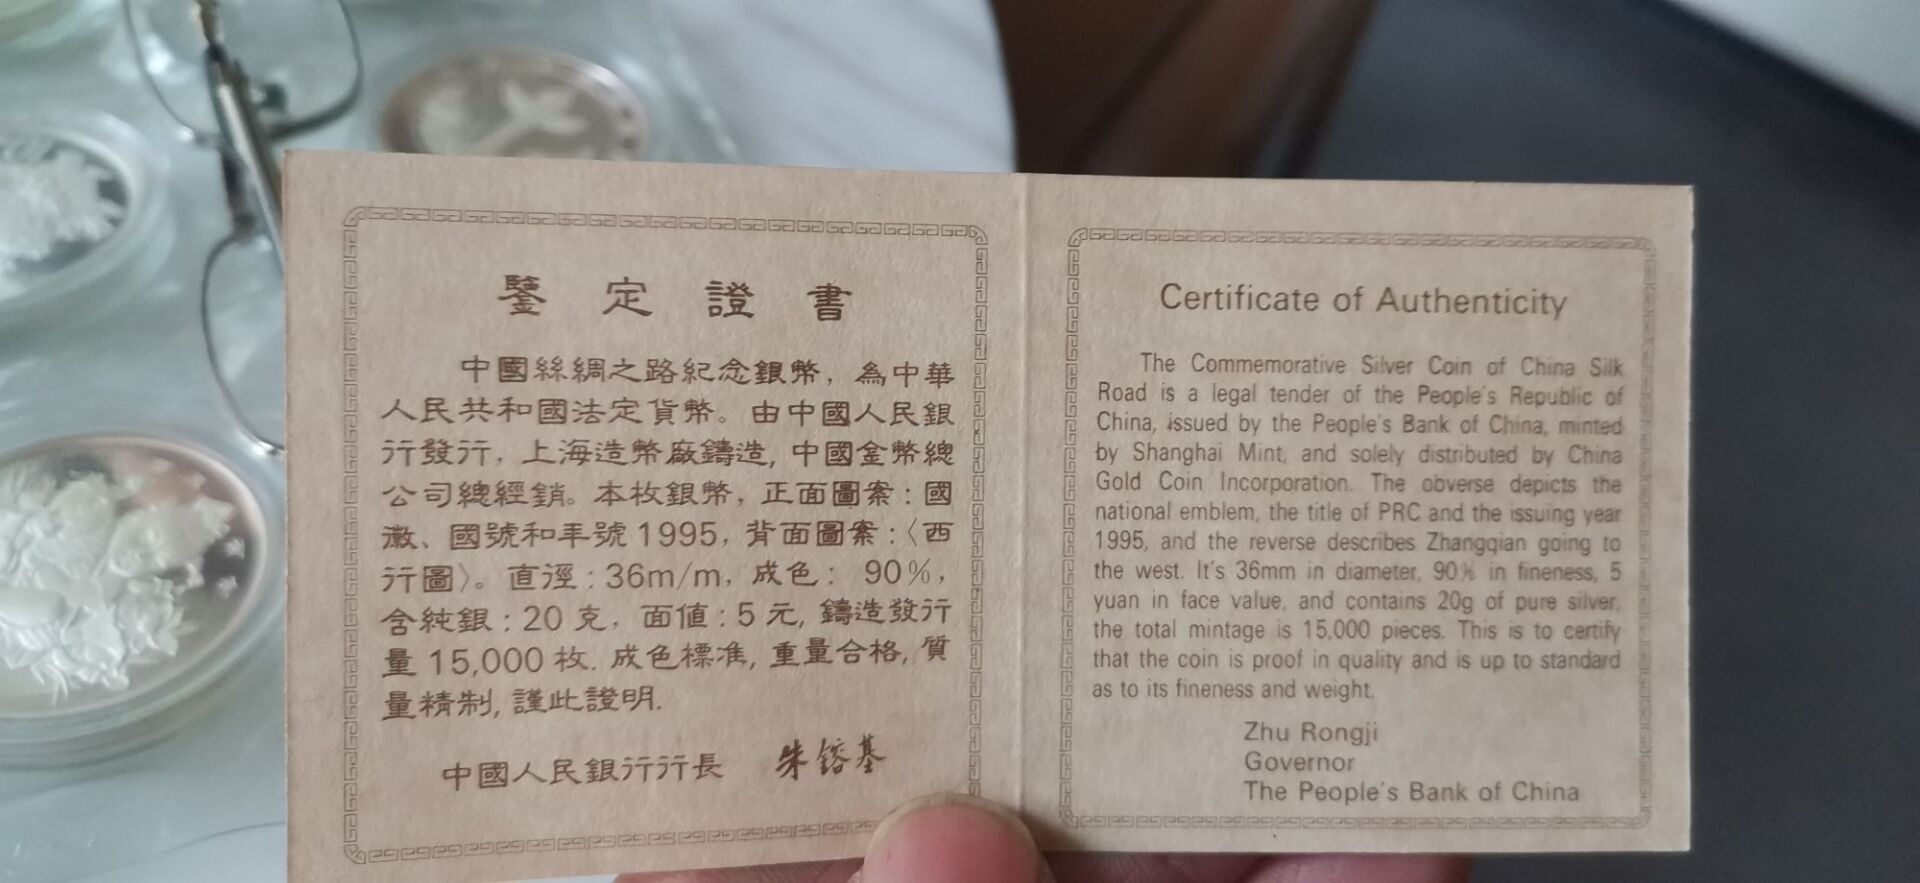 鑒定證書
中國絲綢之路紀念銀幣，為中華
人民共和國法定貨幣。由中國人民銀
行發行，上海造幣廠鑄造，中國金幣總
公司總經銷。本枚銀幣，正面圖案：國
徽、國號和年號1995，背面圖案：〈西
行圖〉。直徑：36m/m，成色：90%，
含純銀：20克，面值：5元，鑄造發行
量15,000枚．成色標准，重量合格，質
量精制，謹此證明．
中國人民銀行行長 朱镕基
Certificate of Authenticity
The Commemorative Silver Coin of China Silk
Road is a legal tender of the People's Republic of
China, issued by the People's Bank of China, minted
by Shanghai Mint, and solely distributed by China
Gold Coin Incorporation. The obverse depicts the
national emblem, the title of PRC and the issuing year
1995, and the reverse describes Zhangqian going to
the west. It's 36mm in diameter, 90% in fineness, 5
yuan in face value, and contains 20g of pure silver,
the total mintage is 15,000 pieces. This is to certify
that the coin is proof in quality and is up to standard
as to its fineness and weight.
Zhu Rongji
Governor
The People's Bank of China